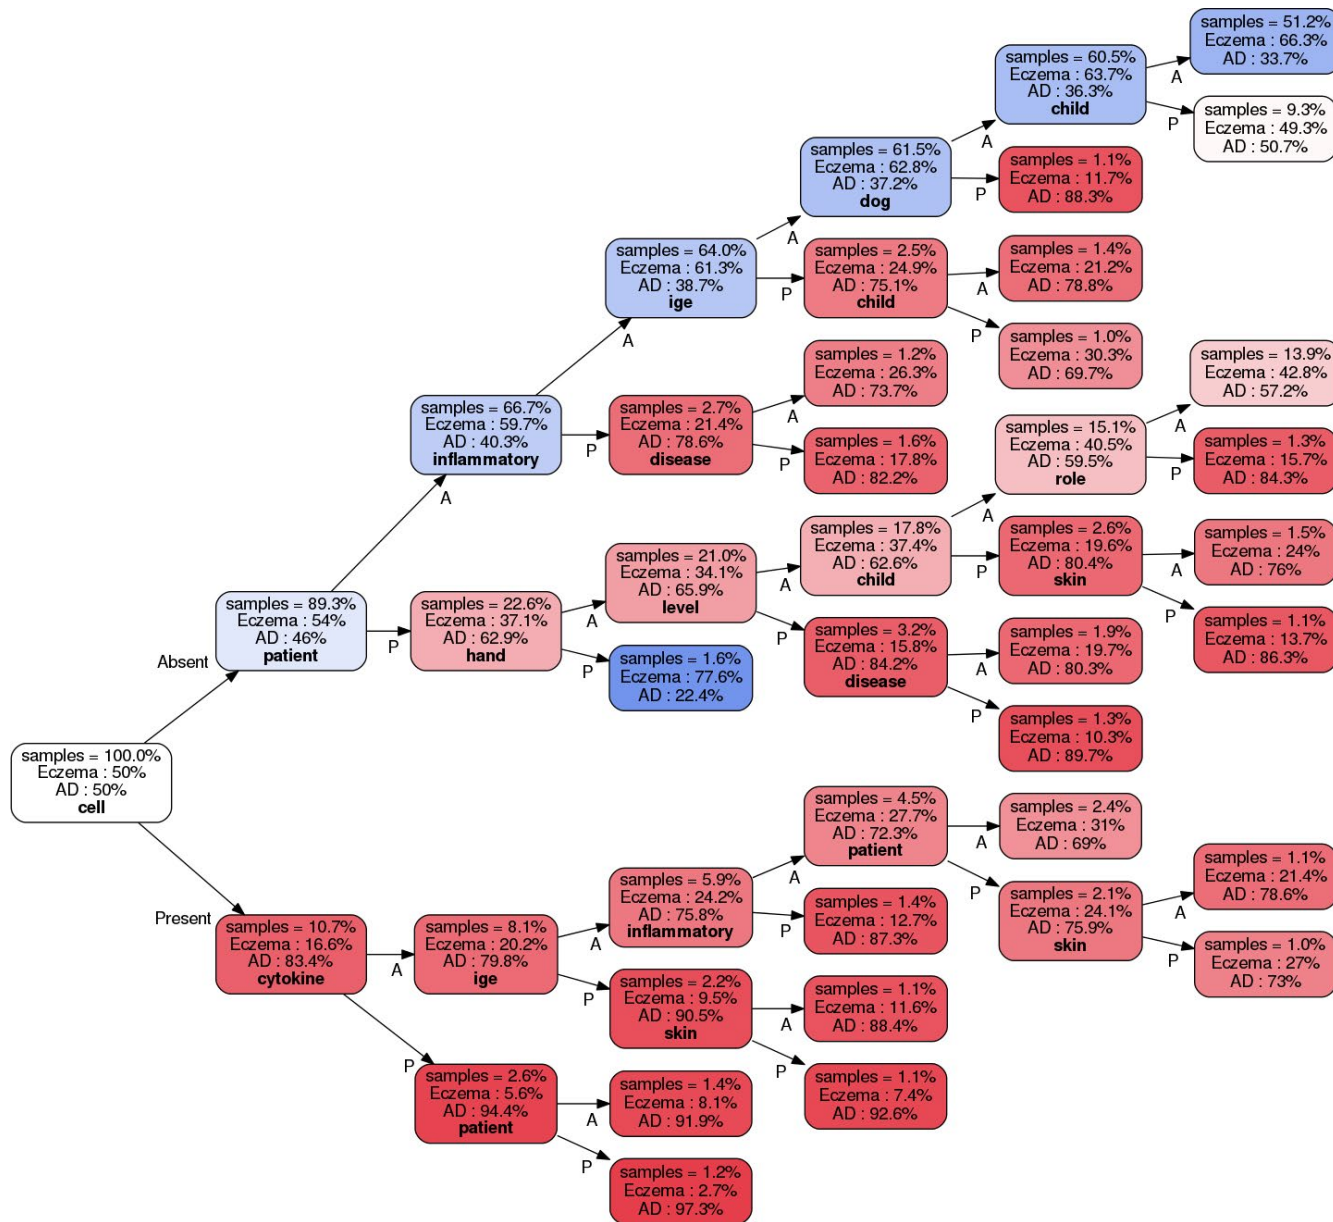 samples = 100.0%
Eczema : 50%
AD : 50%
cell
Absent
Present
samples = 89.3%
Eczema : 54%
AD : 46%
patient
A
P
samples = 10.7%
Eczema : 16.6%
AD : 83.4%
cytokine
A
P
samples = 66.7%
Eczema : 59.7%
AD : 40.3%
inflammatory
A
P
samples = 22.6%
Eczema : 37.1%
AD : 62.9%
hand
A
P
samples = 8.1%
Eczema : 20.2%
AD : 79.8%
ige
A
P
samples = 2.6%
Eczema : 5.6%
AD : 94.4%
patient
A
P
samples = 64.0%
Eczema : 61.3%
AD : 38.7%
ige
A
P
samples = 2.7%
Eczema : 21.4%
AD : 78.6%
disease
A
P
samples = 21.0%
Eczema : 34.1%
AD : 65.9%
level
A
P
samples = 1.6%
Eczema : 77.6%
AD : 22.4%
samples = 5.9%
Eczema : 24.2%
AD : 75.8%
inflammatory
A
P
samples = 2.2%
Eczema : 9.5%
AD : 90.5%
skin
A
P
samples = 1.4%
Eczema : 8.1%
AD : 91.9%
samples = 1.2%
Eczema : 2.7%
AD : 97.3%
samples = 61.5%
Eczema : 62.8%
AD : 37.2%
dog
A
P
samples = 2.5%
Eczema : 24.9%
AD : 75.1%
child
A
P
samples = 1.2%
Eczema : 26.3%
AD : 73.7%
samples = 1.6%
Eczema : 17.8%
AD : 82.2%
samples = 17.8%
Eczema : 37.4%
AD : 62.6%
child
A
P
samples = 3.2%
Eczema : 15.8%
AD : 84.2%
disease
A
P
samples = 4.5%
Eczema : 27.7%
AD : 72.3%
patient
A
P
samples = 1.4%
Eczema : 12.7%
AD : 87.3%
samples = 1.1%
Eczema : 11.6%
AD : 88.4%
samples = 1.1%
Eczema : 7.4%
AD : 92.6%
samples = 60.5%
Eczema : 63.7%
AD : 36.3%
child
A
P
samples = 1.1%
Eczema : 11.7%
AD : 88.3%
samples = 1.4%
Eczema : 21.2%
AD : 78.8%
samples = 1.0%
Eczema : 30.3%
AD : 69.7%
samples = 15.1%
Eczema : 40.5%
AD : 59.5%
role
A
P
samples = 2.6%
Eczema : 19.6%
AD : 80.4%
skin
A
P
samples = 1.9%
Eczema : 19.7%
AD : 80.3%
samples = 1.3%
Eczema : 10.3%
AD : 89.7%
samples = 2.4%
Eczema : 31%
AD : 69%
samples = 2.1%
Eczema : 24.1%
AD : 75.9%
skin
A
P
samples = 51.2%
Eczema : 66.3%
AD : 33.7%
samples = 9.3%
Eczema : 49.3%
AD : 50.7%
samples = 13.9%
Eczema : 42.8%
AD : 57.2%
samples = 1.3%
Eczema : 15.7%
AD : 84.3%
samples = 1.5%
Eczema : 24%
AD : 76%
samples = 1.1%
Eczema : 13.7%
AD : 86.3%
samples = 1.1%
Eczema : 21.4%
AD : 78.6%
samples = 1.0%
Eczema : 27%
AD : 73%